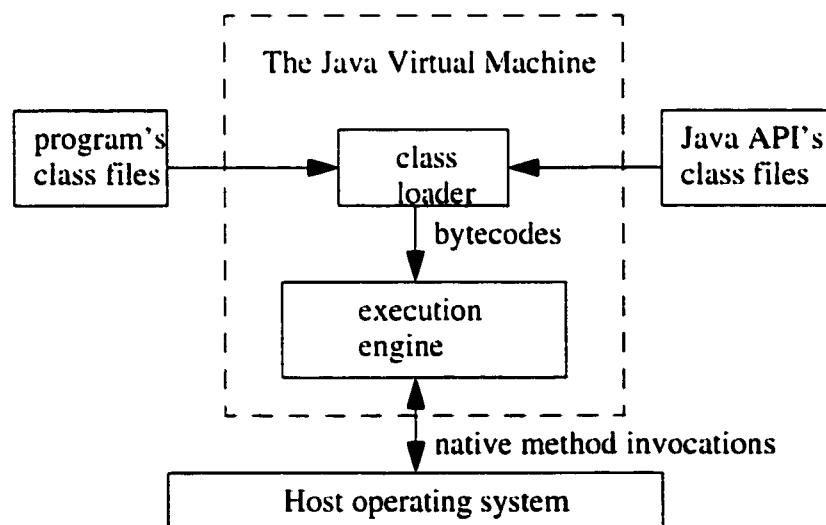 The Java Virtual Machine
program's
class files
class
loader
Java API's
class files
bytecodes
execution
engine
native method invocations
Host operating system